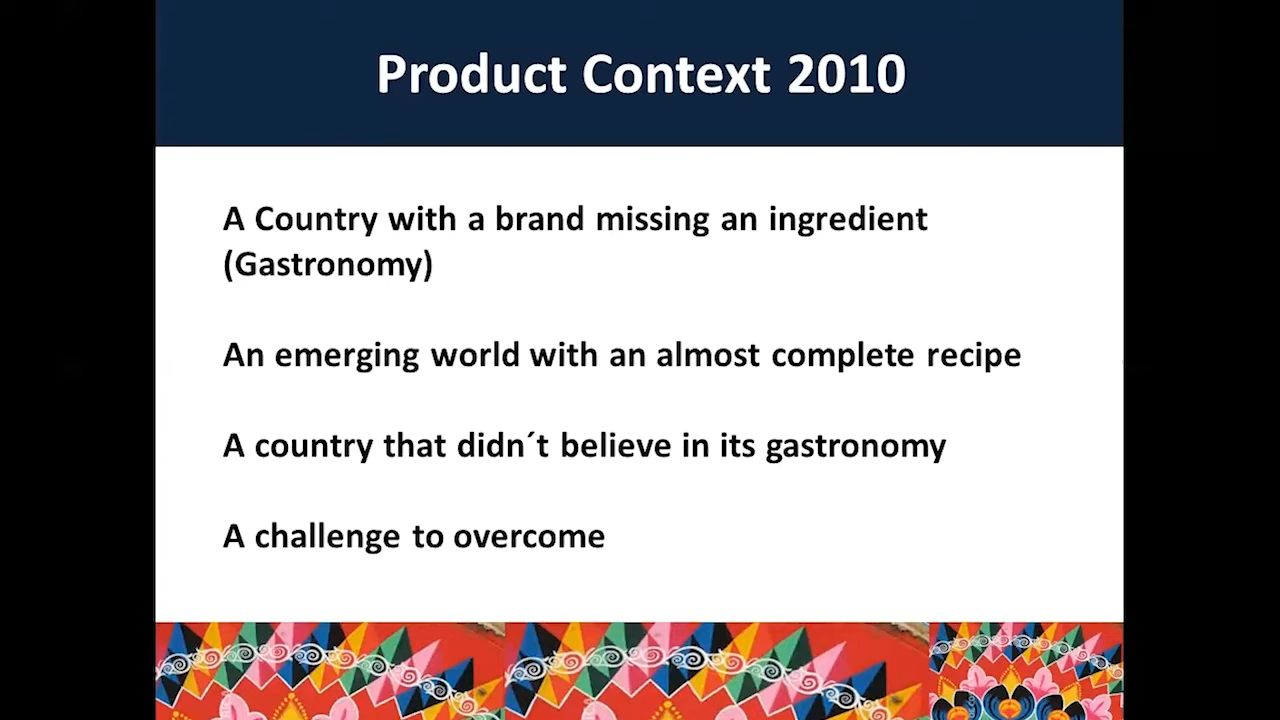 Product Context 2010
A Country with a brand missing an ingredient
(Gastronomy)
An emerging world with an almost complete recipe
A country that didn´t believe in its gastronomy
A challenge to overcome